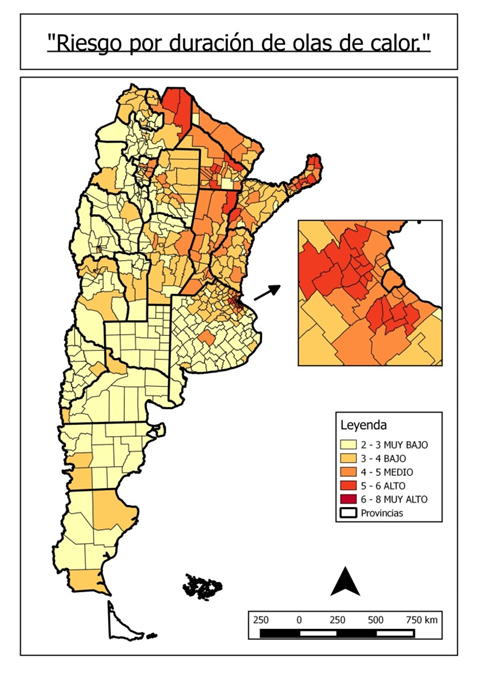 "Riesgo por duración de olas de calor."
Leyenda
2 - 3 MUY BAJO
3 - 4 BAJO
4 - 5 MEDIO
5 - 6 ALTO
6 - 8 MUY ALTO
Provincias
250 0 250 500 750 km